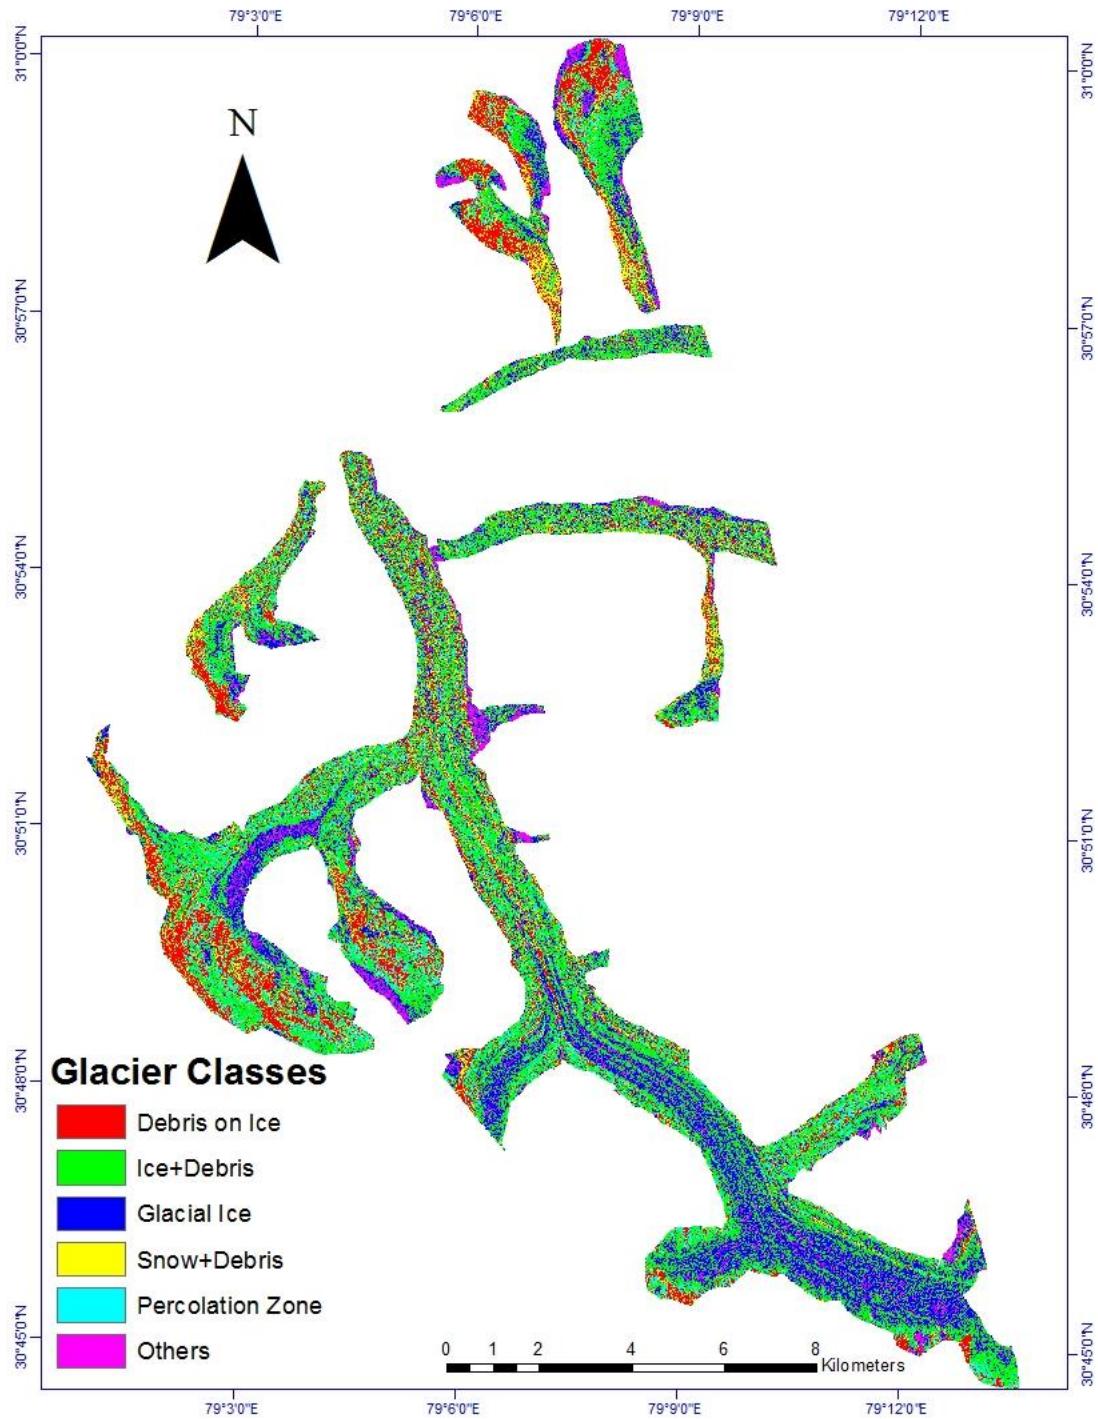 79°3'0"E 79°6'0"E 79°9'0"E 79°12'0"E
31°0'0"N 31°0'0"N
N
30°57'0"N 30°57'0"N
30°54'0"N 30°54'0"N
30°51'0"N 30°51'0"N
30°48'0"N 30°48'0"N
Glacier Classes
Debris on Ice
Ice+Debris
Glacial Ice
Snow+Debris
Percolation Zone
Others
0 1 2 4 6 8
Kilometers
30°45'0"N 30°45'0"N
79°3'0"E 79°6'0"E 79°9'0"E 79°12'0"E